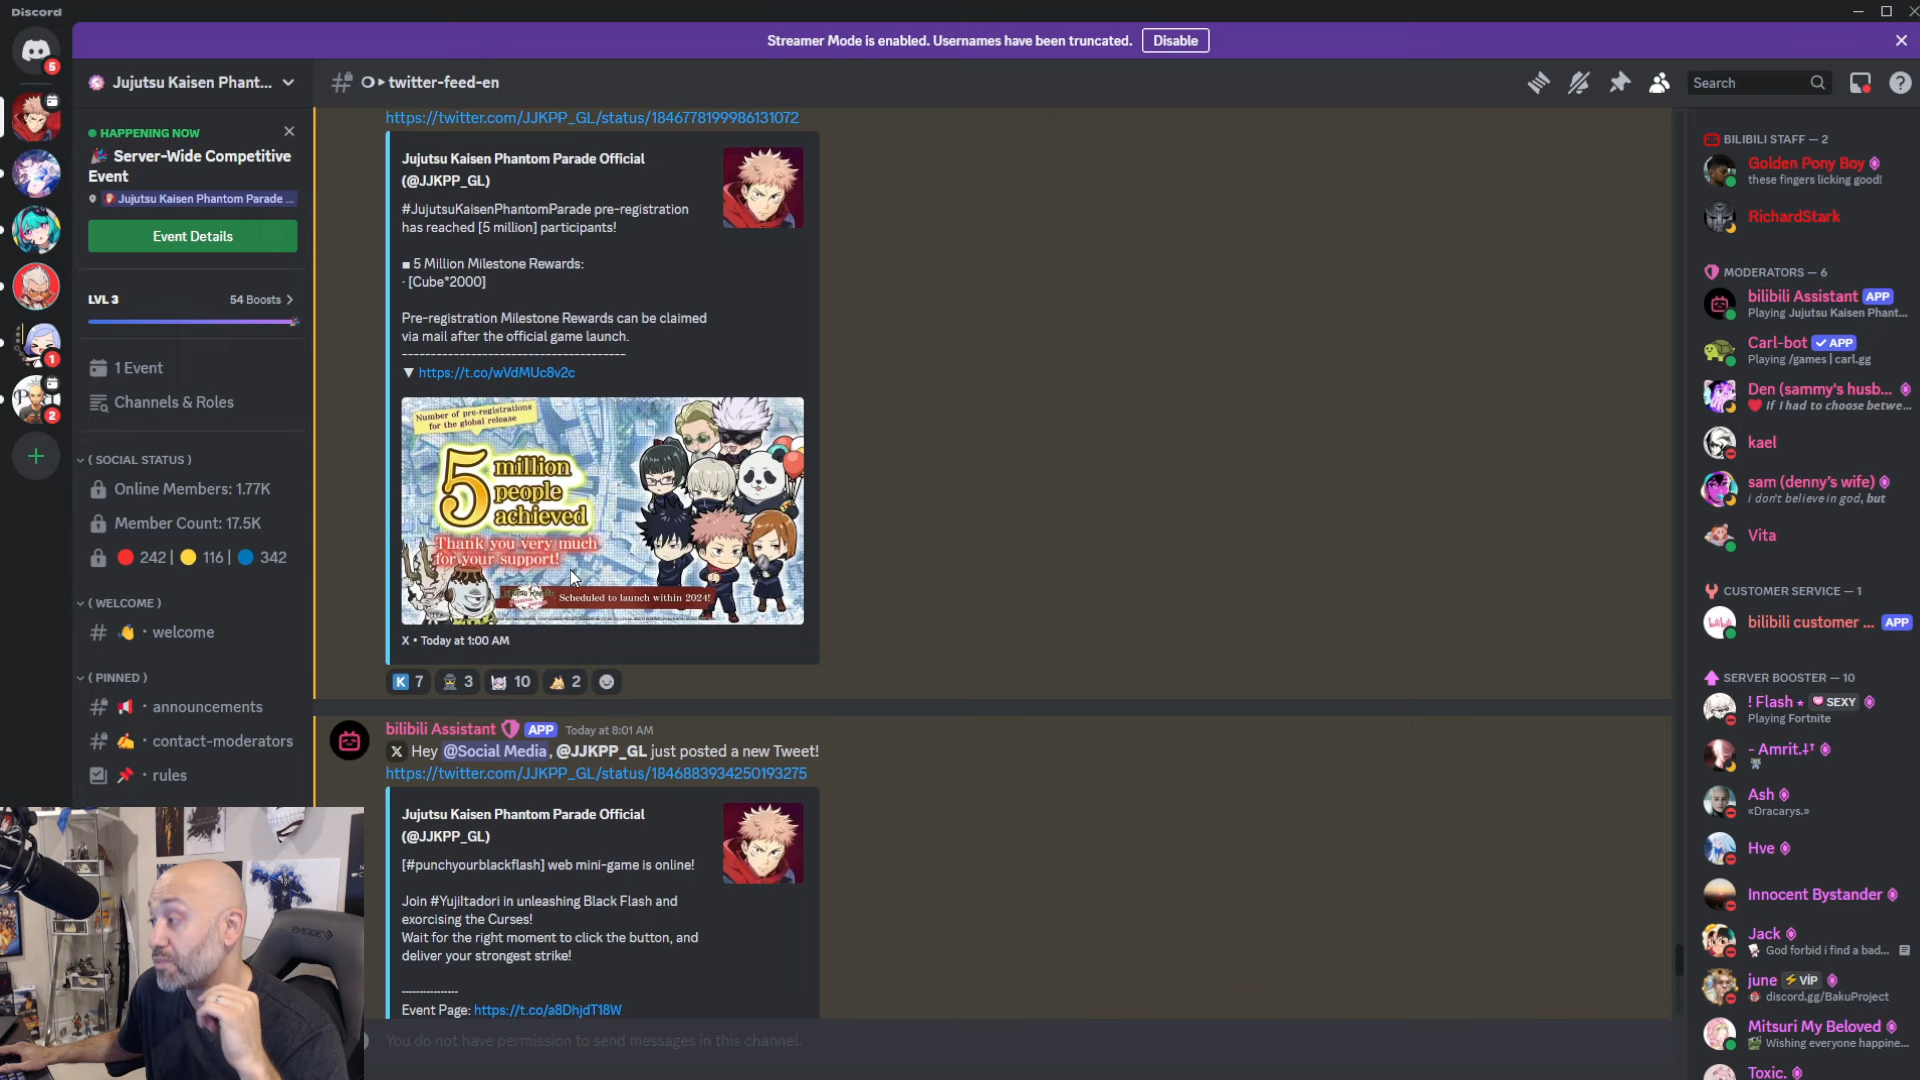 Discord
Streamer Mode is enabled. Usernames have been truncated.
Disable
5
Jujutsu Kaisen Phant...
twitter-feed-en
Search
HAPPENING NOW
Server-Wide Competitive
Event
Jujutsu Kaisen Phantom Parade ...
Event Details
LVL 3
54 Boosts
1 Event
Channels & Roles
1
2
( SOCIAL STATUS )
Online Members: 1.77K
Member Count: 17.5K
242 | 116 | 342
( WELCOME )
welcome
( PINNED )
announcements
contact-moderators
rules
https://twitter.com/JJKPP_GL/status/1846778199986131072
Jujutsu Kaisen Phantom Parade Official
(@JJKPP_GL)
#JujutsuKaisenPhantomParade pre-registration
has reached [5 million] participants!
■ 5 Million Milestone Rewards:
· [Cube*2000]
Pre-registration Milestone Rewards can be claimed
via mail after the official game launch.
--------------------------------------
▼ https://t.co/wVdMUc8v2c
Number of pre-registrations
for the global release
5 million
people
achieved
Thank you very much
for your support!
Scheduled to launch within 2024!
X • Today at 1:00 AM
K 7
3
10
2
bilibili Assistant APP Today at 8:01 AM
X Hey @Social Media, @JJKPP_GL just posted a new Tweet!
https://twitter.com/JJKPP_GL/status/1846883934250193275
Jujutsu Kaisen Phantom Parade Official
(@JJKPP_GL)
[#punchyourblackflash] web mini-game is online!
Join #YujiItadori in unleashing Black Flash and
exorcising the Curses!
Wait for the right moment to click the button, and
deliver your strongest strike!
---------------
Event Page: https://t.co/a8DhjdT18W
You do not have permission to send messages in this channel.
BILIBILI STAFF — 2
Golden Pony Boy
these fingers licking good!
RichardStark
MODERATORS — 6
bilibili Assistant APP
Playing Jujutsu Kaisen Phant...
Carl-bot ✓ APP
Playing /games | carl.gg
Den (sammy's husb...
If I had to choose betwe...
kael
sam (denny's wife)
i don't believe in god, but
Vita
CUSTOMER SERVICE — 1
bilibili customer ... APP
SERVER BOOSTER — 10
! Flash ⋆ SEXY
Playing Fortnite
- Amrit.
Ash
«Dracarys.»
Hve
Innocent Bystander
Jack
God forbid i find a bad...
june ⚡ VIP
discord.gg/BakuProject
Mitsuri My Beloved
Wishing everyone happine...
Toxic.
EMERGE